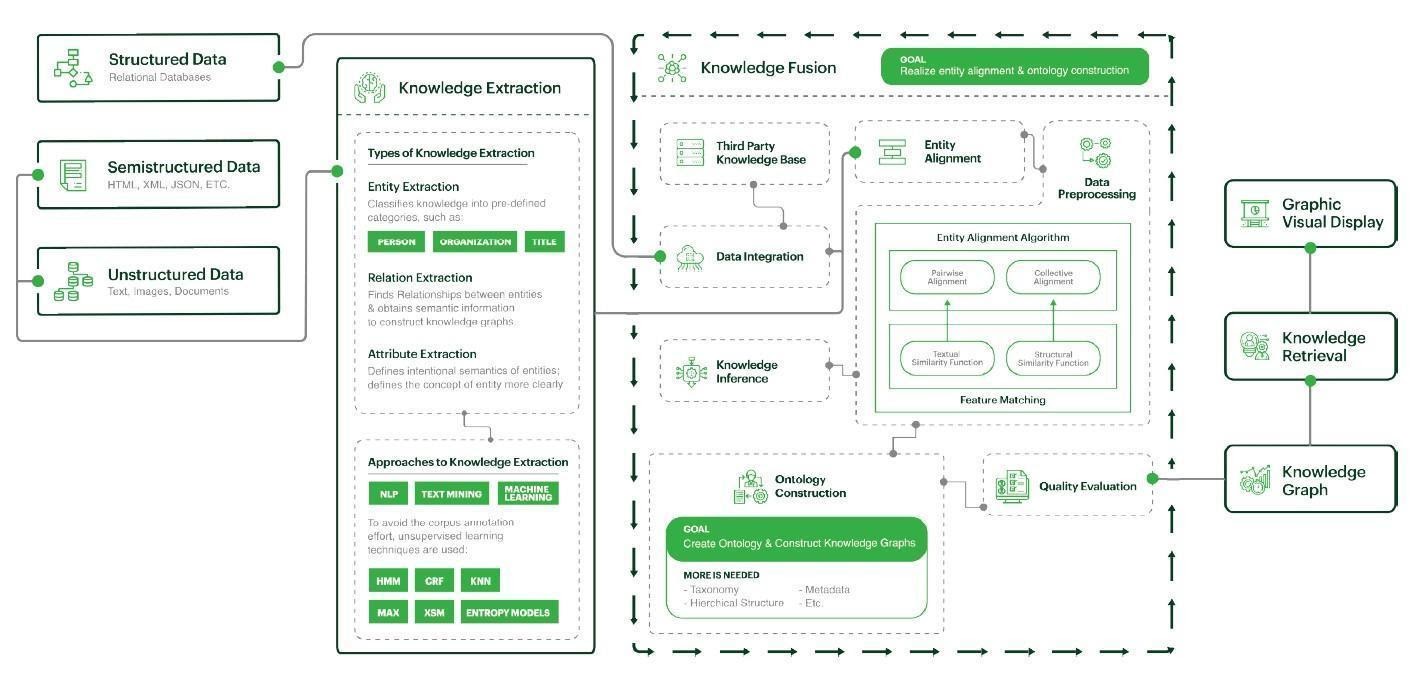 Structured Data
Relational Databases
Semistructured Data
HTML, XML, JSON, ETC.
Unstructured Data
Text, Images, Documents
Knowledge Extraction
Types of Knowledge Extraction
Entity Extraction
Classifies knowledge into pre-defined
categories, such as:
PERSON
ORGANIZATION
TITLE
Relation Extraction
Finds Relationships between entities
& obtains semantic information
to construct knowledge graphs
Attribute Extraction
Defines intentional semantics of entities;
defines the concept of entity more clearly
Approaches to Knowledge Extraction
NLP
TEXT MINING
MACHINE
LEARNING
To avoid the corpus annotation
effort, unsupervised learning
techniques are used:
HMM
CRF
KNN
MAX
XSM
ENTROPY MODELS
Knowledge Fusion
GOAL
Realize entity alignment & ontology construction
Third Party
Knowledge Base
Data Integration
Knowledge
Inference
Entity
Alignment
Data
Preprocessing
Entity Alignment Algorithm
Pairwise
Alignment
Collective
Alignment
Textual
Similarity Function
Structural
Similarity Function
Feature Matching
Ontology
Construction
GOAL
Create Ontology & Construct Knowledge Graphs
MORE IS NEEDED
- Taxonomy
- Metadata
- Hierchical Structure
- Etc.
Quality Evaluation
Graphic
Visual Display
Knowledge
Retrieval
Knowledge
Graph